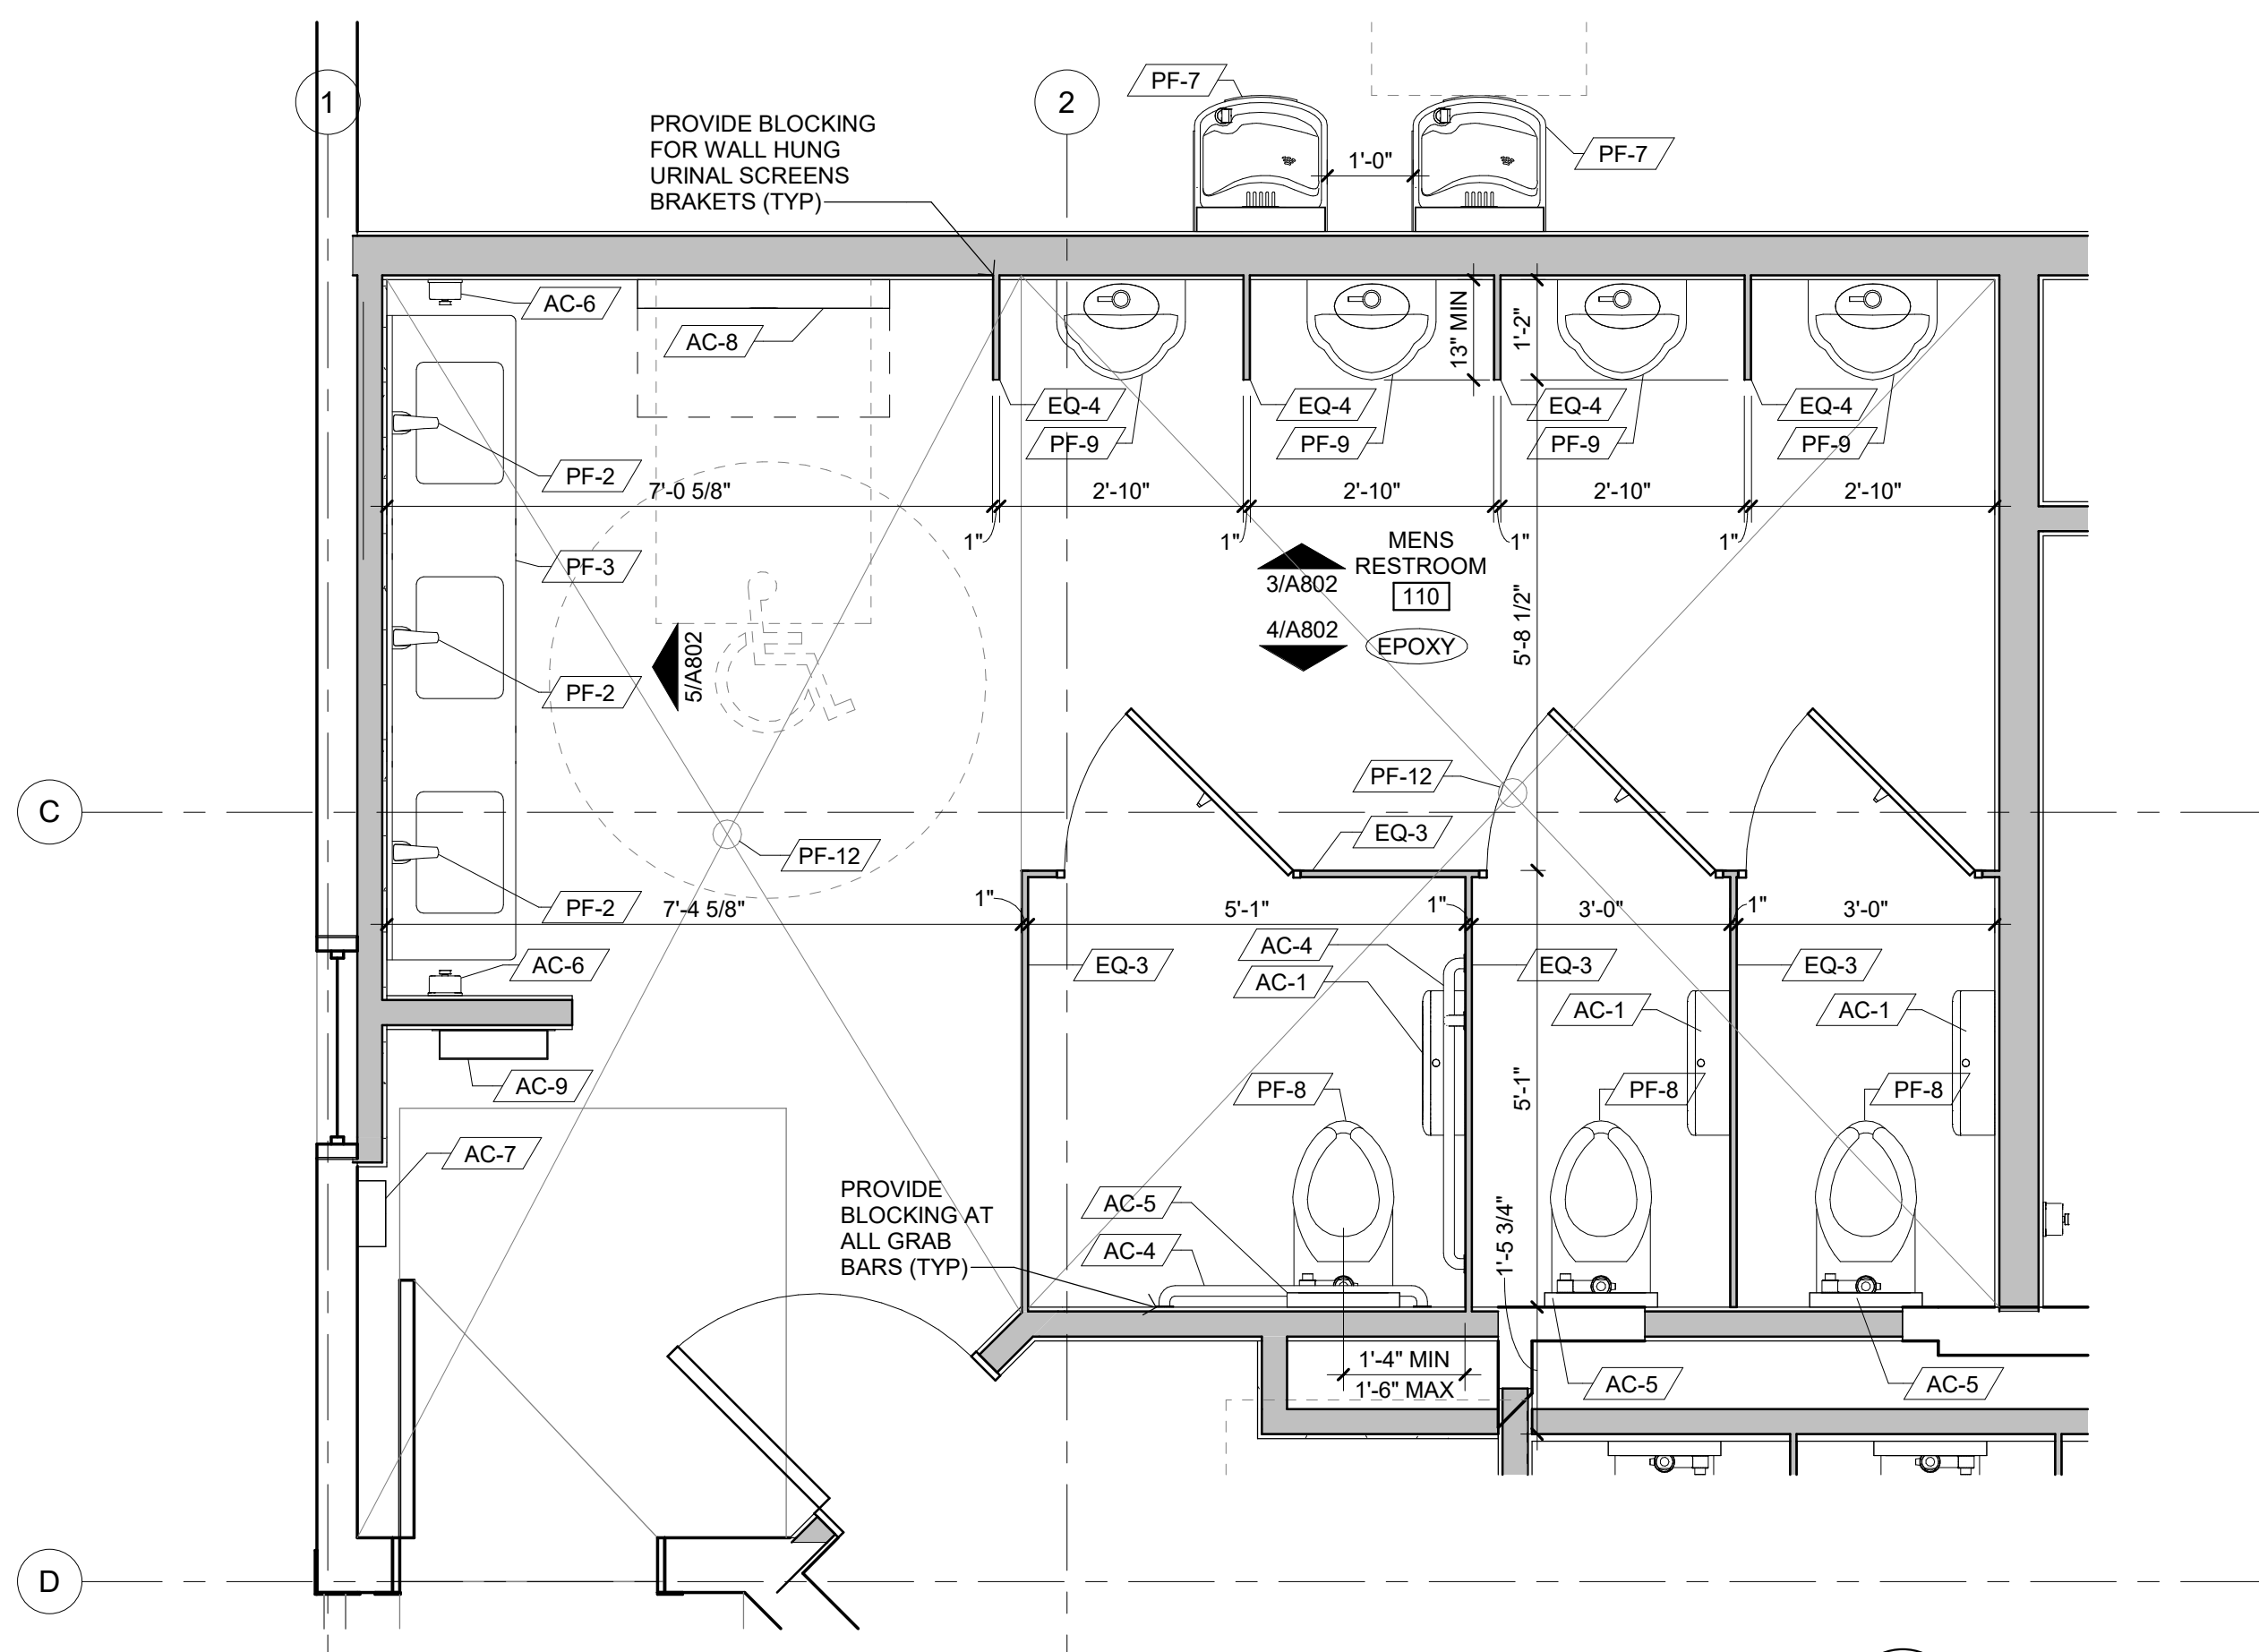 1
2
PF-7
PF-7
1'-0"
PROVIDE BLOCKING
FOR WALL HUNG
URINAL SCREENS
BRAKETS (TYP)
AC-6
AC-8
13" MIN
1'-2"
EQ-4
EQ-4
EQ-4
EQ-4
PF-9
PF-9
PF-9
PF-9
PF-2
7'-0 5/8"
2'-10"
2'-10"
2'-10"
2'-10"
1"
1"
1"
1"
MENS
RESTROOM
110
3/A802
4/A802
EPOXY
5'-8 1/2"
PF-3
5/A802
PF-2
C
PF-12
PF-12
EQ-3
PF-2
7'-4 5/8"
1"
5'-1"
1"
3'-0"
1"
3'-0"
AC-6
EQ-3
AC-4
AC-1
EQ-3
EQ-3
AC-1
AC-1
AC-9
PF-8
PF-8
PF-8
5'-1"
AC-7
PROVIDE
BLOCKING AT
ALL GRAB
BARS (TYP)
AC-5
AC-4
1'-5 3/4"
1'-4" MIN
1'-6" MAX
AC-5
AC-5
D